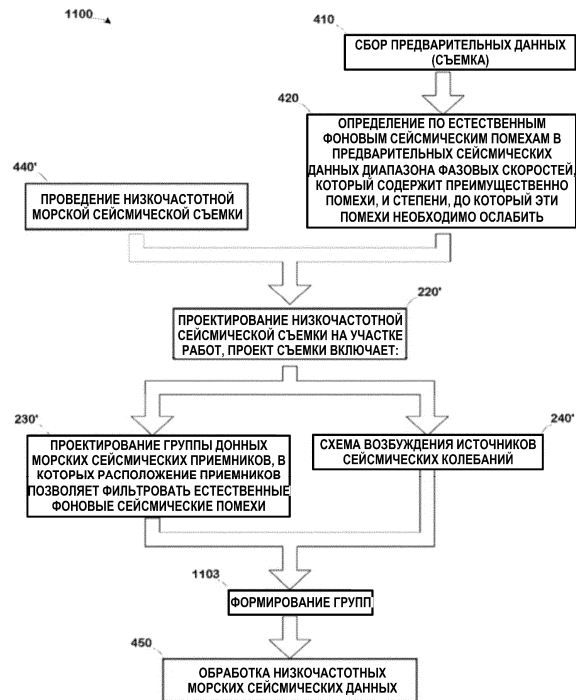 1100
410
СБОР ПРЕДВАРИТЕЛЬНЫХ ДАННЫХ
(СЪЕМКА)
420
ОПРЕДЕЛЕНИЕ ПО ЕСТЕСТВЕННЫМ
ФОНОВЫМ СЕЙСМИЧЕСКИМ ПОМЕХАМ В
ПРЕДВАРИТЕЛЬНЫХ СЕЙСМИЧЕСКИХ
ДАННЫХ ДИАПАЗОНА ФАЗОВЫХ СКОРОСТЕЙ,
КОТОРЫЙ СОДЕРЖИТ ПРЕИМУЩЕСТВЕННО
ПОМЕХИ, И СТЕПЕНИ, ДО КОТОРЫЙ ЭТИ
ПОМЕХИ НЕОБХОДИМО ОСЛАБИТЬ
440'
ПРОВЕДЕНИЕ НИЗКОЧАСТОТНОЙ
МОРСКОЙ СЕЙСМИЧЕСКОЙ СЪЕМКИ
220'
ПРОЕКТИРОВАНИЕ НИЗКОЧАСТОТНОЙ
СЕЙСМИЧЕСКОЙ СЪЕМКИ НА УЧАСТКЕ
РАБОТ, ПРОЕКТ СЪЕМКИ ВКЛЮЧАЕТ:
230'
ПРОЕКТИРОВАНИЕ ГРУППЫ ДОННЫХ
МОРСКИХ СЕЙСМИЧЕСКИХ ПРИЕМНИКОВ, В
КОТОРЫХ РАСПОЛОЖЕНИЕ ПРИЕМНИКОВ
ПОЗВОЛЯЕТ ФИЛЬТРОВАТЬ ЕСТЕСТВЕННЫЕ
ФОНОВЫЕ СЕЙСМИЧЕСКИЕ ПОМЕХИ
240'
СХЕМА ВОЗБУЖДЕНИЯ ИСТОЧНИКОВ
СЕЙСМИЧЕСКИХ КОЛЕБАНИЙ
1103
ФОРМИРОВАНИЕ ГРУПП
450
ОБРАБОТКА НИЗКОЧАСТОТНЫХ
МОРСКИХ СЕЙСМИЧЕСКИХ ДАННЫХ